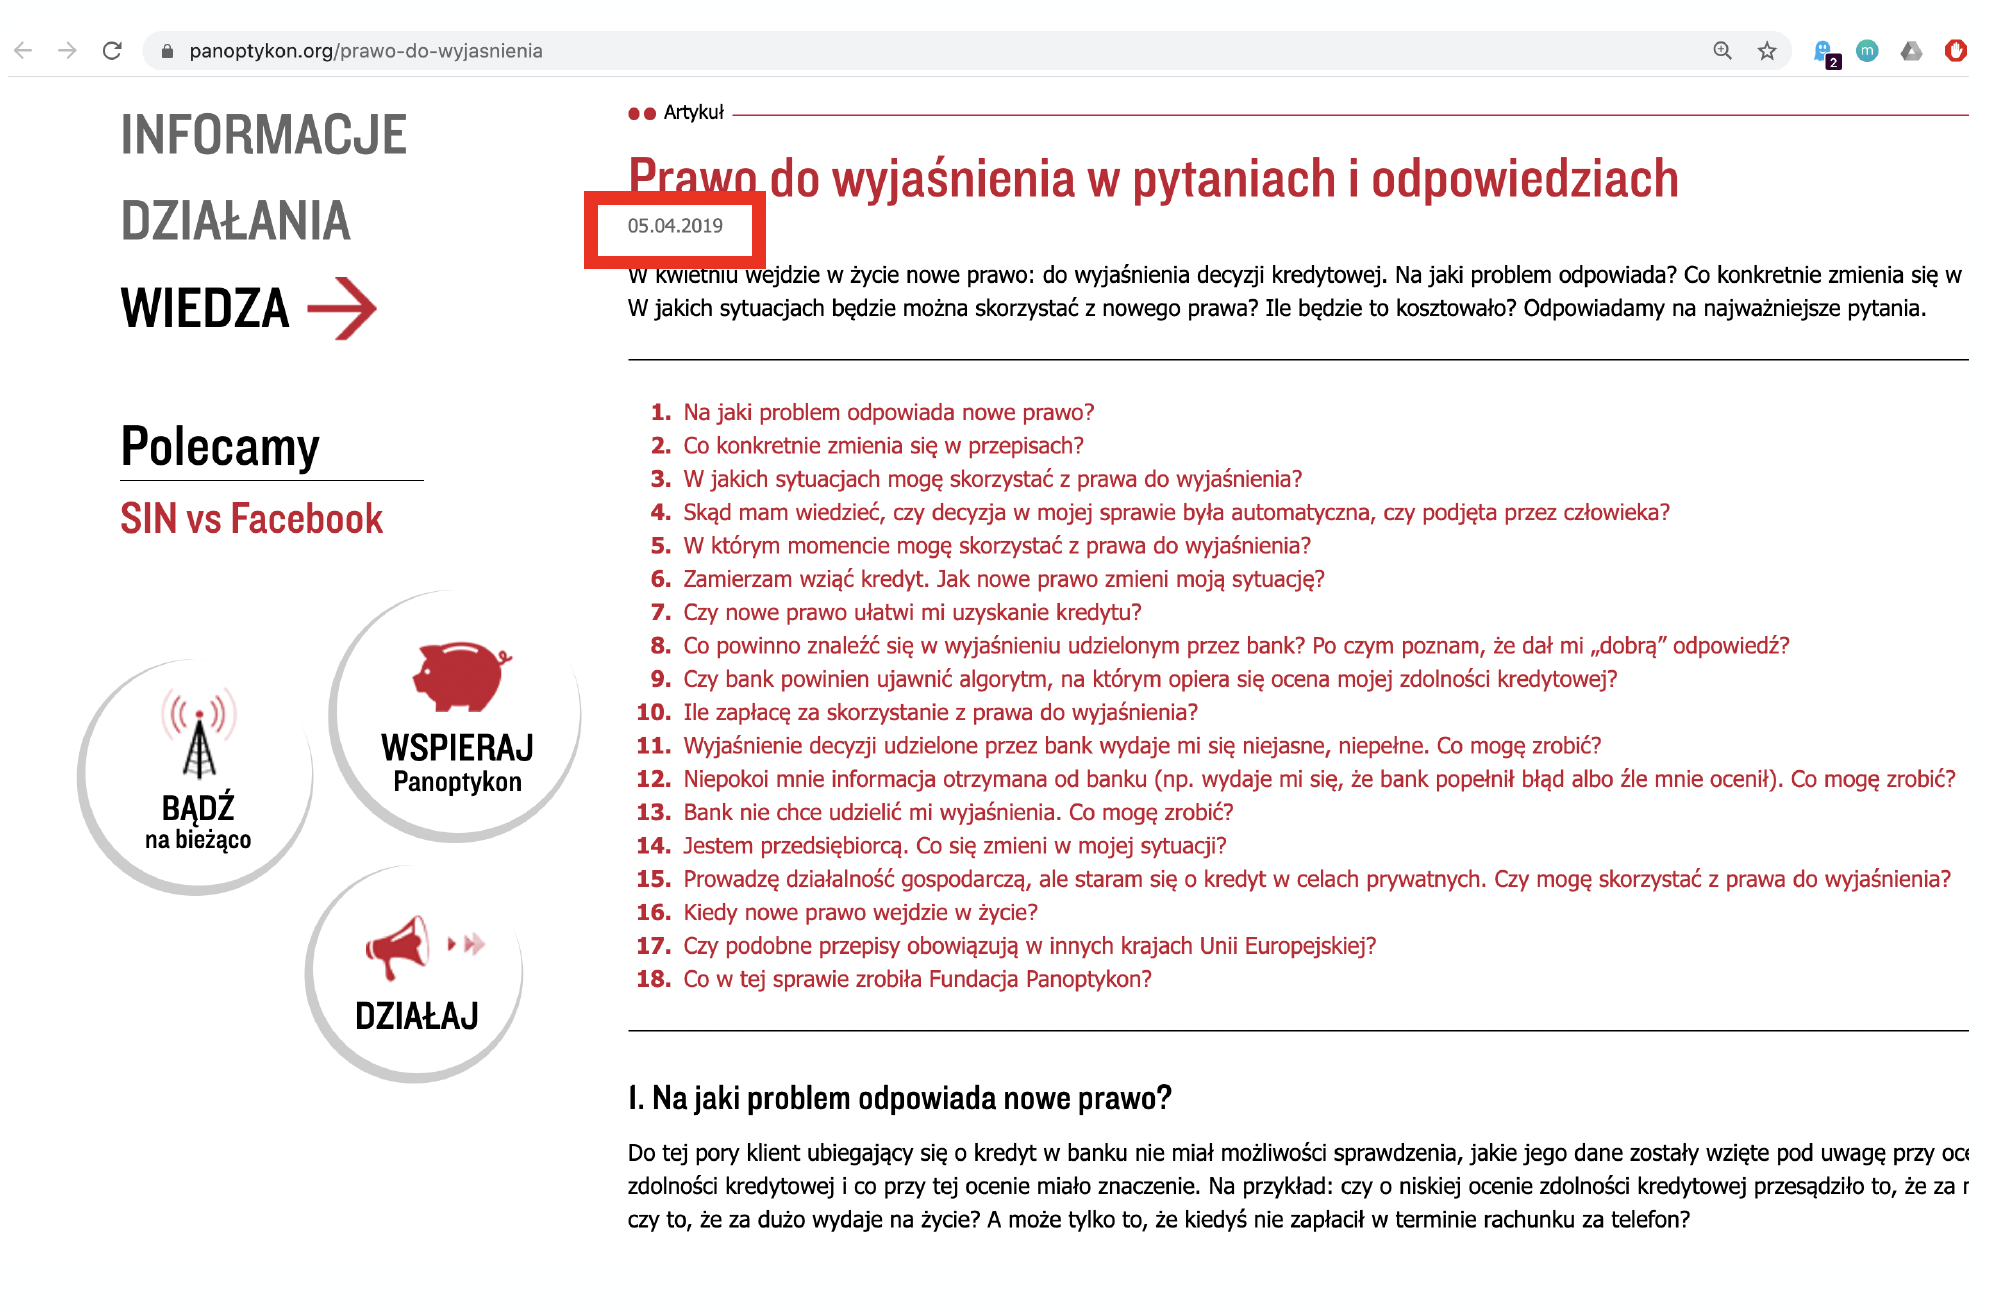 panoptykon.org/prawo-do-wyjasnienia
2
m
INFORMACJE
DZIAŁANIA
WIEDZA
Polecamy
SIN vs Facebook
BĄDŹ
na bieżąco
WSPIERAJ
Panoptykon
DZIAŁAJ
Artykuł
Prawo do wyjaśnienia w pytaniach i odpowiedziach
05.04.2019
W kwietniu wejdzie w życie nowe prawo: do wyjaśnienia decyzji kredytowej. Na jaki problem odpowiada? Co konkretnie zmienia się w
W jakich sytuacjach będzie można skorzystać z nowego prawa? Ile będzie to kosztowało? Odpowiadamy na najważniejsze pytania.
1. Na jaki problem odpowiada nowe prawo?
2. Co konkretnie zmienia się w przepisach?
3. W jakich sytuacjach mogę skorzystać z prawa do wyjaśnienia?
4. Skąd mam wiedzieć, czy decyzja w mojej sprawie była automatyczna, czy podjęta przez człowieka?
5. W którym momencie mogę skorzystać z prawa do wyjaśnienia?
6. Zamierzam wziąć kredyt. Jak nowe prawo zmieni moją sytuację?
7. Czy nowe prawo ułatwi mi uzyskanie kredytu?
8. Co powinno znaleźć się w wyjaśnieniu udzielonym przez bank? Po czym poznam, że dał mi „dobrą” odpowiedź?
9. Czy bank powinien ujawnić algorytm, na którym opiera się ocena mojej zdolności kredytowej?
10. Ile zapłacę za skorzystanie z prawa do wyjaśnienia?
11. Wyjaśnienie decyzji udzielone przez bank wydaje mi się niejasne, niepełne. Co mogę zrobić?
12. Niepokoi mnie informacja otrzymana od banku (np. wydaje mi się, że bank popełnił błąd albo źle mnie ocenił). Co mogę zrobić?
13. Bank nie chce udzielić mi wyjaśnienia. Co mogę zrobić?
14. Jestem przedsiębiorcą. Co się zmieni w mojej sytuacji?
15. Prowadzę działalność gospodarczą, ale staram się o kredyt w celach prywatnych. Czy mogę skorzystać z prawa do wyjaśnienia?
16. Kiedy nowe prawo wejdzie w życie?
17. Czy podobne przepisy obowiązują w innych krajach Unii Europejskiej?
18. Co w tej sprawie zrobiła Fundacja Panoptykon?
I. Na jaki problem odpowiada nowe prawo?
Do tej pory klient ubiegający się o kredyt w banku nie miał możliwości sprawdzenia, jakie jego dane zostały wzięte pod uwagę przy
zdolności kredytowej i co przy tej ocenie miało znaczenie. Na przykład: czy o niskiej ocenie zdolności kredytowej przesądziło to, że za
czy to, że za dużo wydaje na życie? A może tylko to, że kiedyś nie zapłacił w terminie rachunku za telefon?